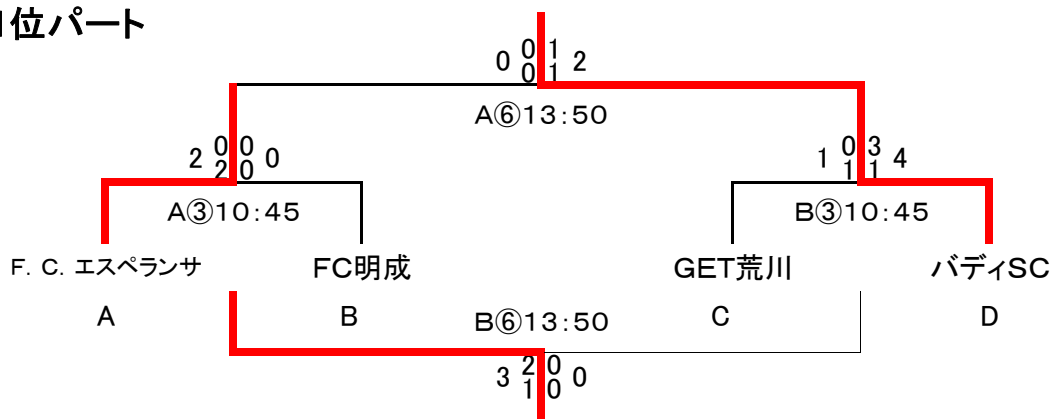 位パート
0 0 1 2
0 1
A⑥13:50
2 0 0 0
2 0
1 0 3 4
1 1
A③10:45
B③10:45
F. C. エスペランサ
FC明成
GET荒川
バディSC
A
B
B⑥13:50
C
D
3 2 0 0
1 0